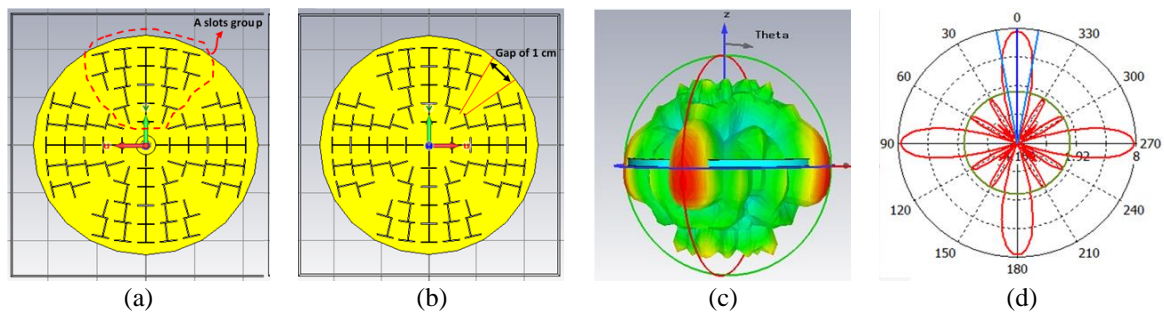 A slots group
v
u
(a)
Gap of 1 cm
v
u
(b)
z
Theta
(c)
0
30
330
60
300
90
8
270
120
240
150
210
180
(d)